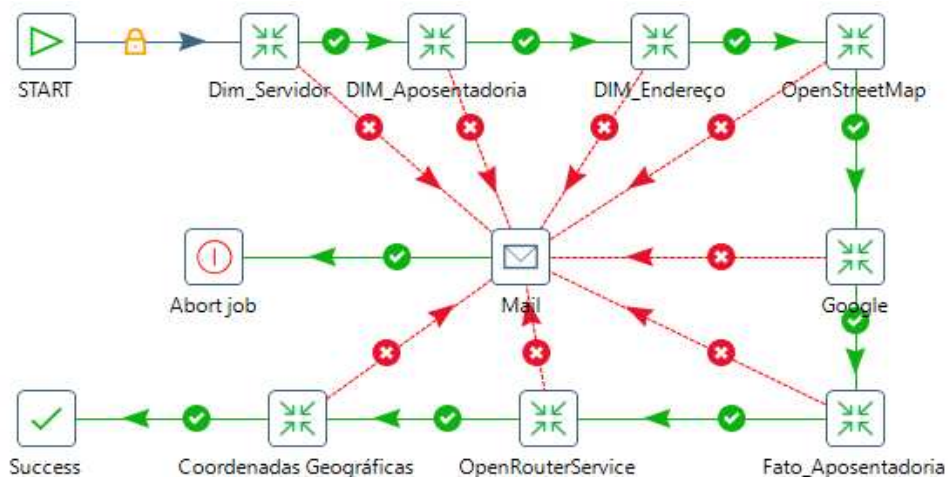 START
Dim_Servidor
DIM_Aposentadoria
DIM_Endereço
OpenStreetMap
Abort job
Mail
Google
Success
Coordenadas Geográficas
OpenRouterService
Fato_Aposentadoria